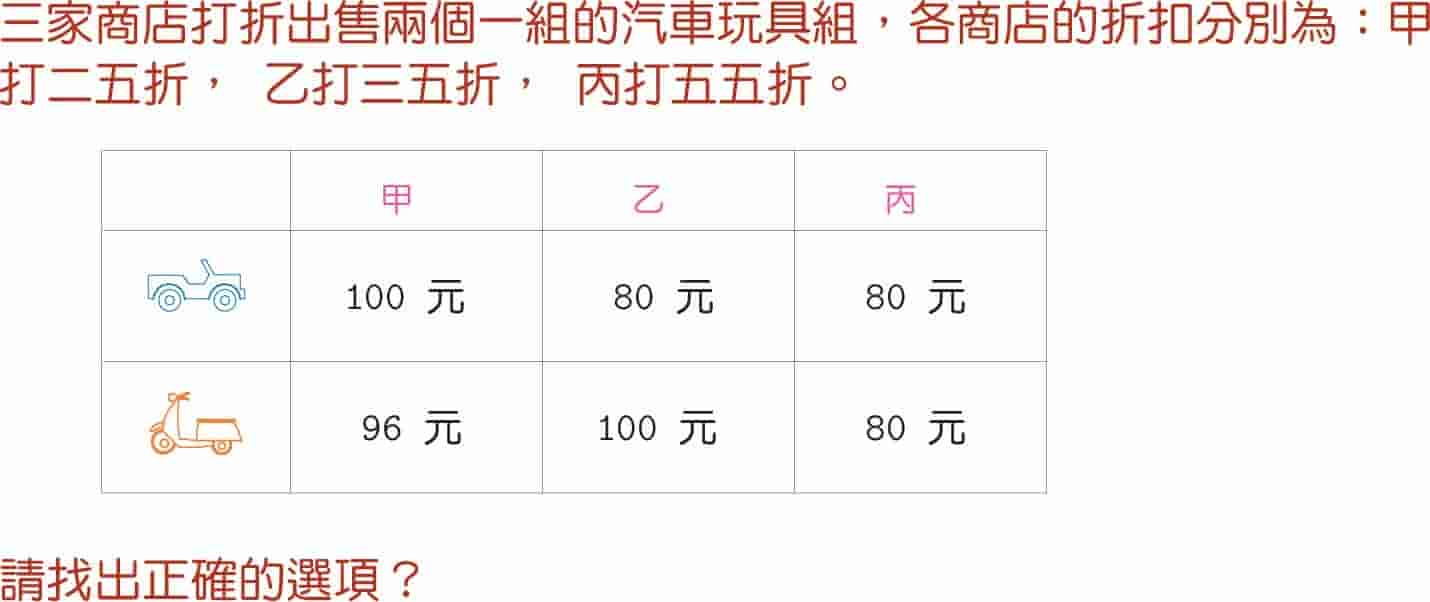 三家商店打折出售兩個一組的汽車玩具組，各商店的折扣分別為：甲
打二五折， 乙打三五折， 丙打五五折。
甲 乙 丙
100 元 80 元 80 元
96 元 100 元 80 元
請找出正確的選項？